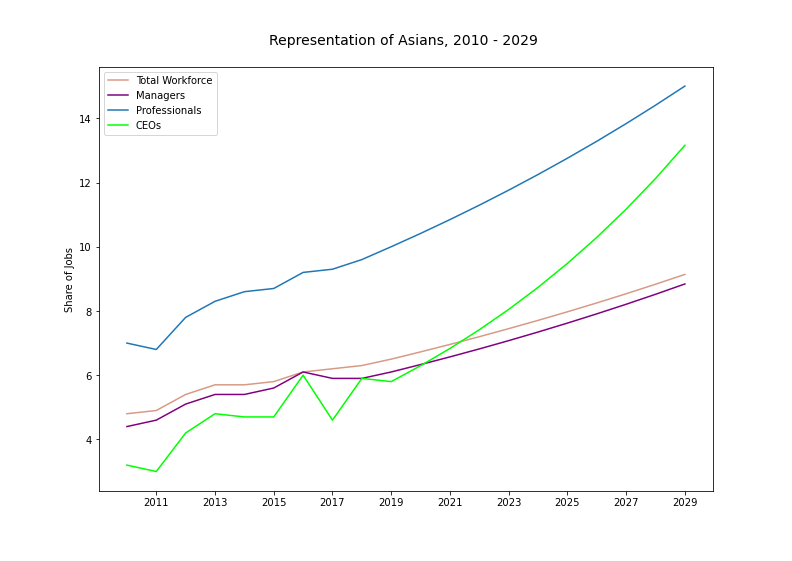 Representation of Asians, 2010 - 2029
Total Workforce
Managers
Professionals
CEOs
Share of Jobs
14
12
10
8
6
4
2011 2013 2015 2017 2019 2021 2023 2025 2027 2029